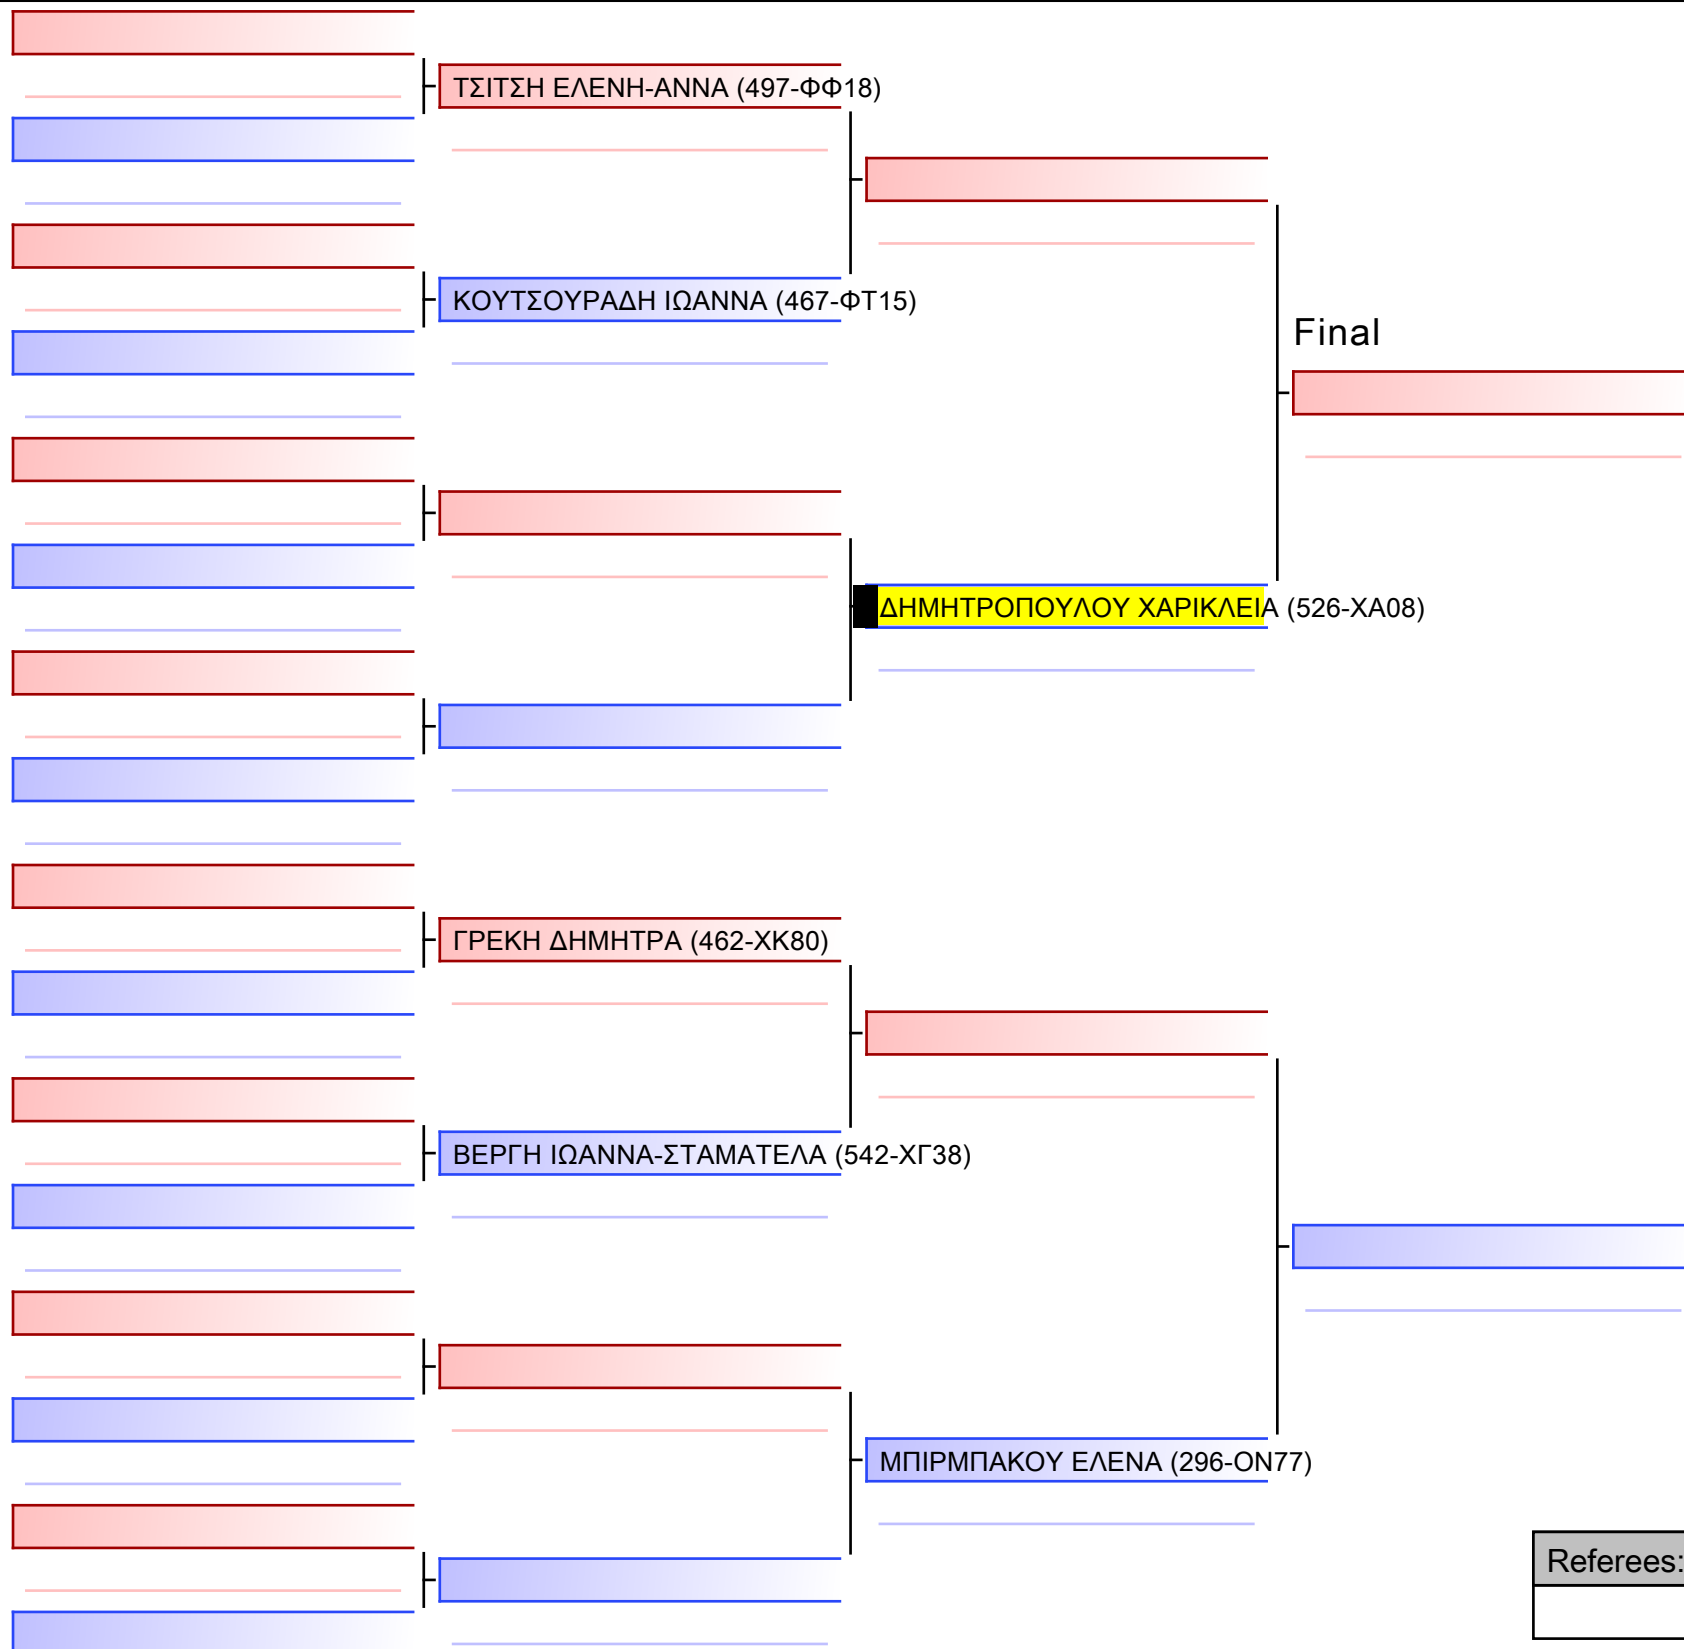 ΤΣΙΤΣΗ ΕΛΕΝΗ-ΑΝΝΑ (497-ΦΦ18)
ΚΟΥΤΣΟΥΡΑΔΗ ΙΩΑΝΝΑ (467-ΦΤ15)
Final
ΔΗΜΗΤΡΟΠΟΥΛΟΥ ΧΑΡΙΚΛΕΙΑ (526-ΧΑ08)
ΓΡΕΚΗ ΔΗΜΗΤΡΑ (462-ΧΚ80)
ΒΕΡΓΗ ΙΩΑΝΝΑ-ΣΤΑΜΑΤΕΛΑ (542-ΧΓ38)
ΜΠΙΡΜΠΑΚΟΥ ΕΛΕΝΑ (296-ΟΝ77)
Referees: